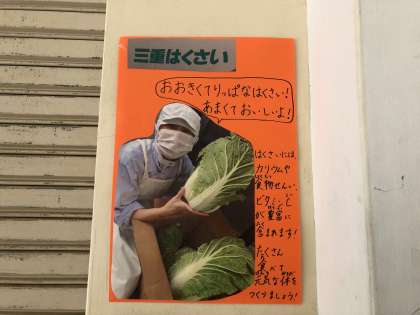 三重はくさい
おおきくてりっぱなはくさい!
あまくておいしいよ!
はくさいには、
カリウムや
食物せんい、
ビタミンC
が豊富に
含まれます!
たくさん
食べて
元気な体を
つくりましょう!